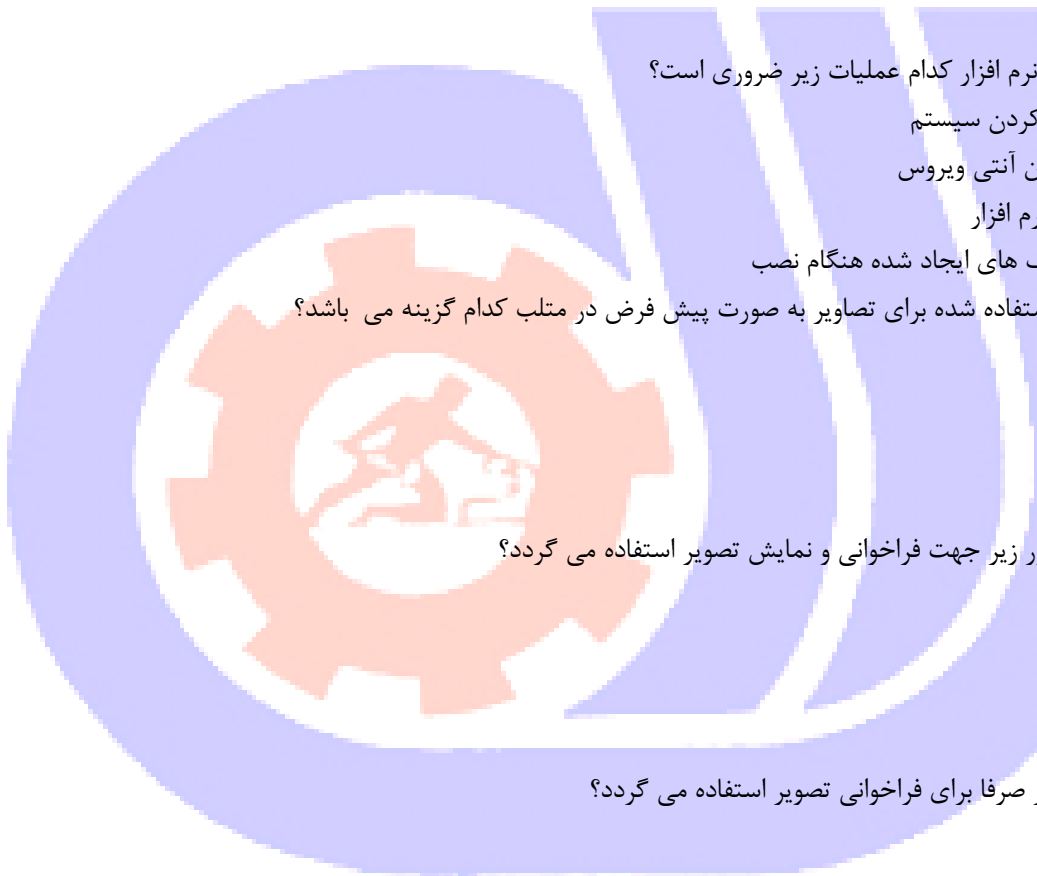 نرم افزار کدام عملیات زیر ضروری است؟
کردن سیستم
آنتی ویروس
افزار
های ایجاد شده هنگام نصب
استفاده شده برای تصاویر به صورت پیش فرض در متلب کدام گزینه می باشد؟
زیر جهت فراخوانی و نمایش تصویر استفاده می گردد؟
صرفا برای فراخوانی تصویر استفاده می گردد؟